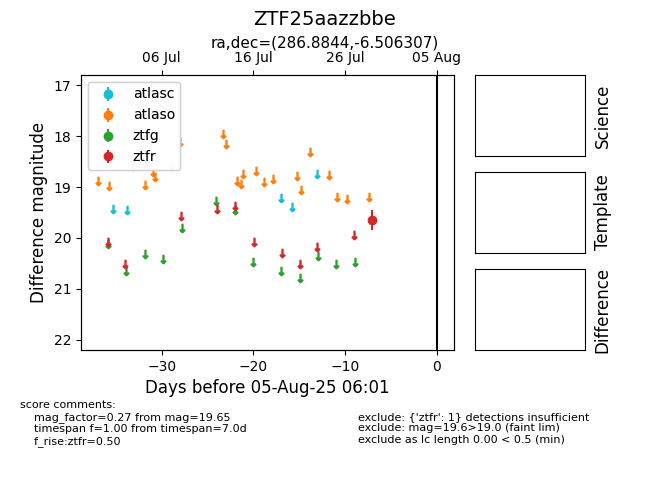 ZTF25aazzbbe
ra,dec=(286.8844,-6.506307)
06 Jul 16 Jul 26 Jul 05 Aug
atlasc
atlaso
ztfg
ztfr
17
18
19
20
21
22
Difference magnitude
−30 −20 −10 0
Days before 05-Aug-25 06:01
Science
Template
Difference
score comments:
mag_factor=0.27 from mag=19.65
timespan f=1.00 from timespan=7.0d
f_rise:ztfr=0.50
exclude: {'ztfr': 1} detections insufficient
exclude: mag=19.6>19.0 (faint lim)
exclude as lc length 0.00 < 0.5 (min)